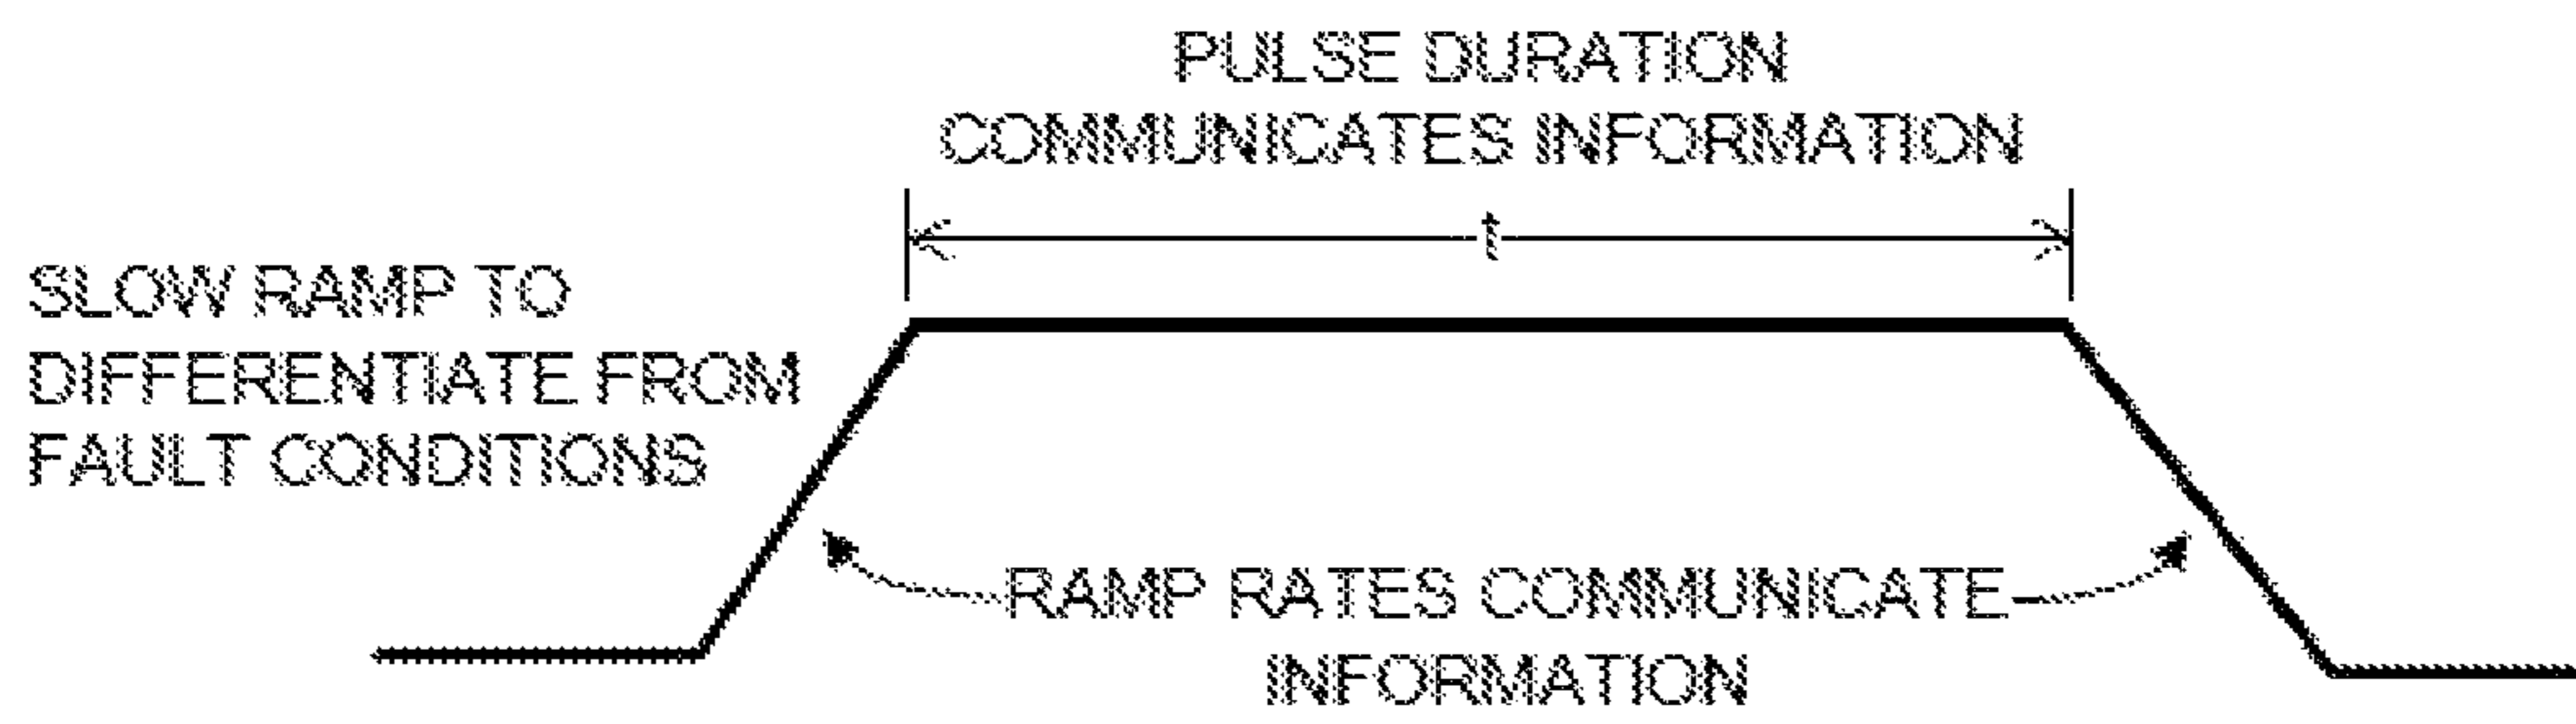 PULSE DURATION
COMMUNICATES INFORMATION
t
SLOW RAMP TO
DIFFERENTIATE FROM
FAULT CONDITIONS
RAMP RATES COMMUNICATE
INFORMATION